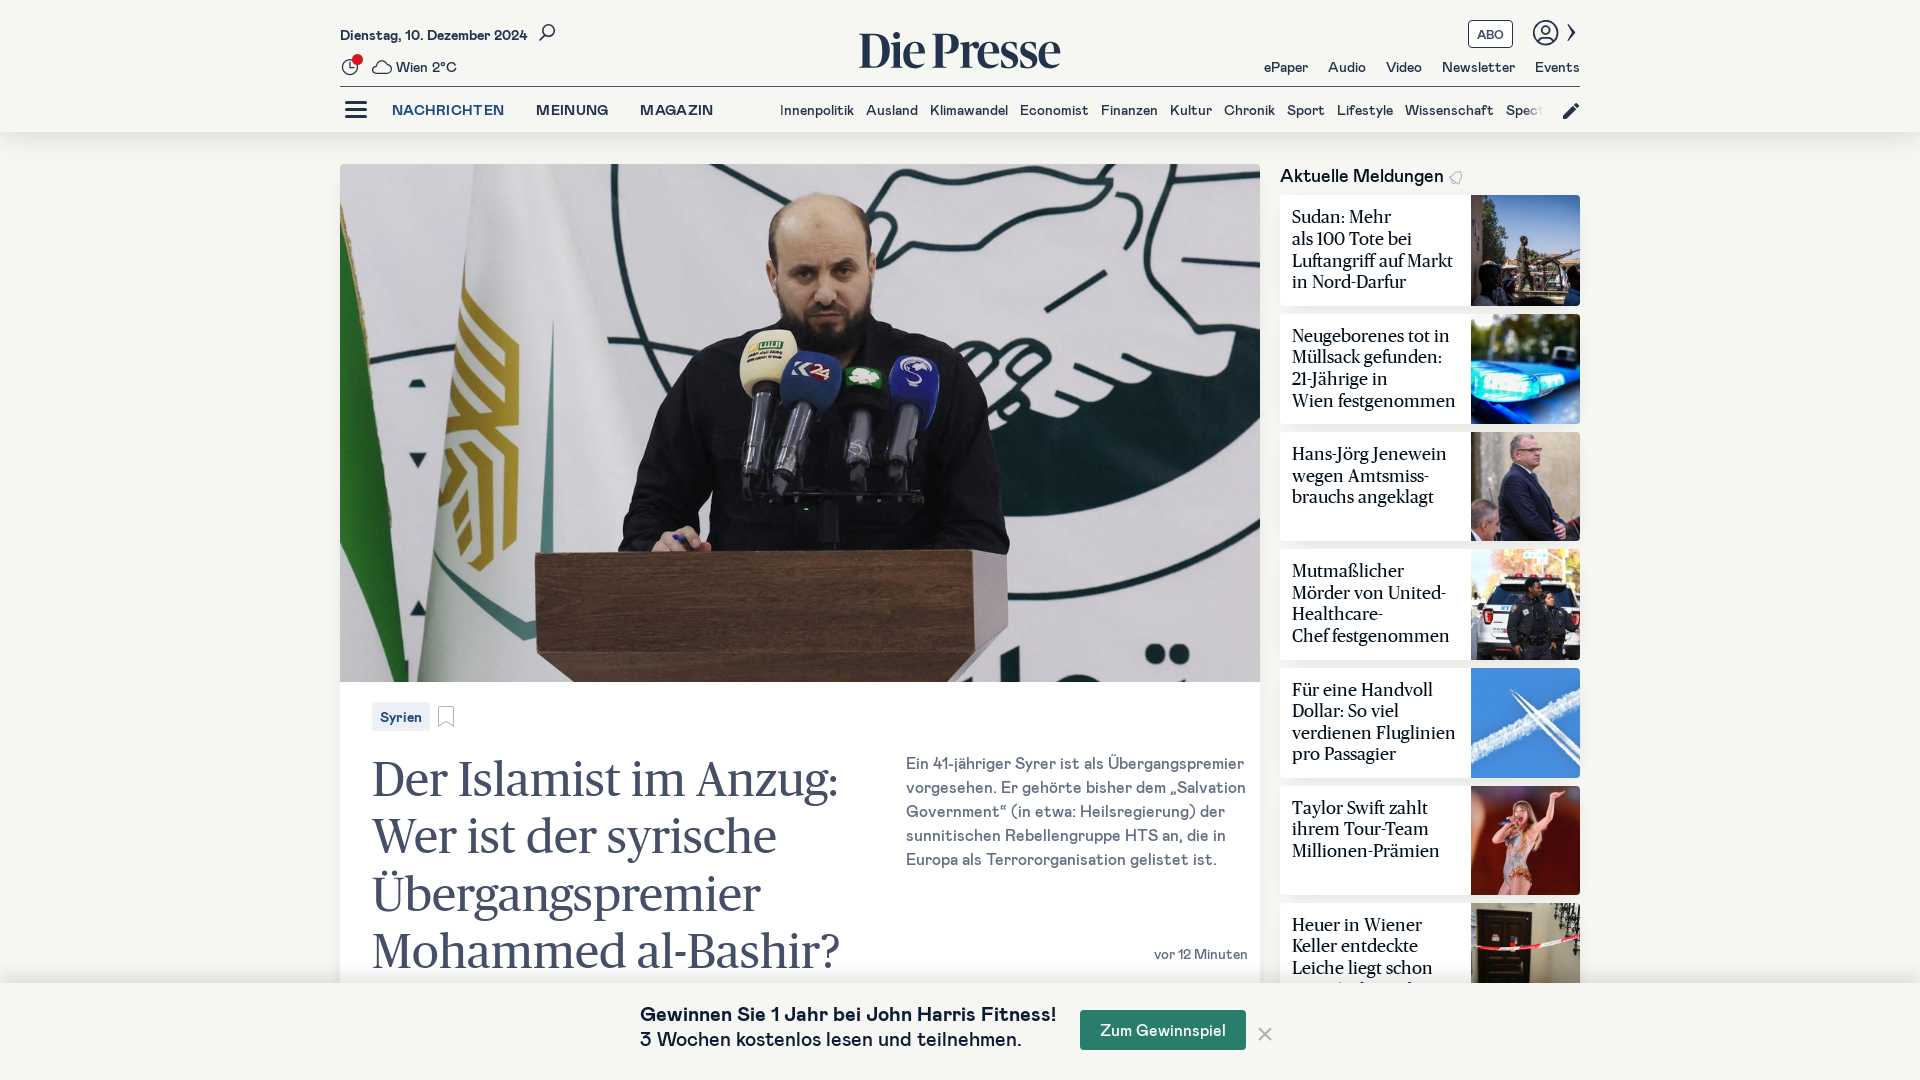 Dienstag, 10. Dezember 2024
Wien 2°C
Die Presse
ABO
ePaper Audio Video Newsletter Events
NACHRICHTEN MEINUNG MAGAZIN
Innenpolitik Ausland Klimawandel Economist Finanzen Kultur Chronik Sport Lifestyle Wissenschaft Spect
24
Syrien
Der Islamist im Anzug:
Wer ist der syrische
Übergangspremier
Mohammed al-Bashir?
Ein 41-jähriger Syrer ist als Übergangspremier
vorgesehen. Er gehörte bisher dem „Salvation
Government“ (in etwa: Heilsregierung) der
sunnitischen Rebellengruppe HTS an, die in
Europa als Terrororganisation gelistet ist.
vor 12 Minuten
Aktuelle Meldungen
Sudan: Mehr
als 100 Tote bei
Luftangriff auf Markt
in Nord-Darfur
Neugeborenes tot in
Müllsack gefunden:
21-Jährige in
Wien festgenommen
Hans-Jörg Jenewein
wegen Amtsmiss-
brauchs angeklagt
Mutmaßlicher
Mörder von United-
Healthcare-
Chef festgenommen
Für eine Handvoll
Dollar: So viel
verdienen Fluglinien
pro Passagier
Taylor Swift zahlt
ihrem Tour-Team
Millionen-Prämien
Heuer in Wiener
Keller entdeckte
Leiche liegt schon
Gewinnen Sie 1 Jahr bei John Harris Fitness!
3 Wochen kostenlos lesen und teilnehmen.
Zum Gewinnspiel